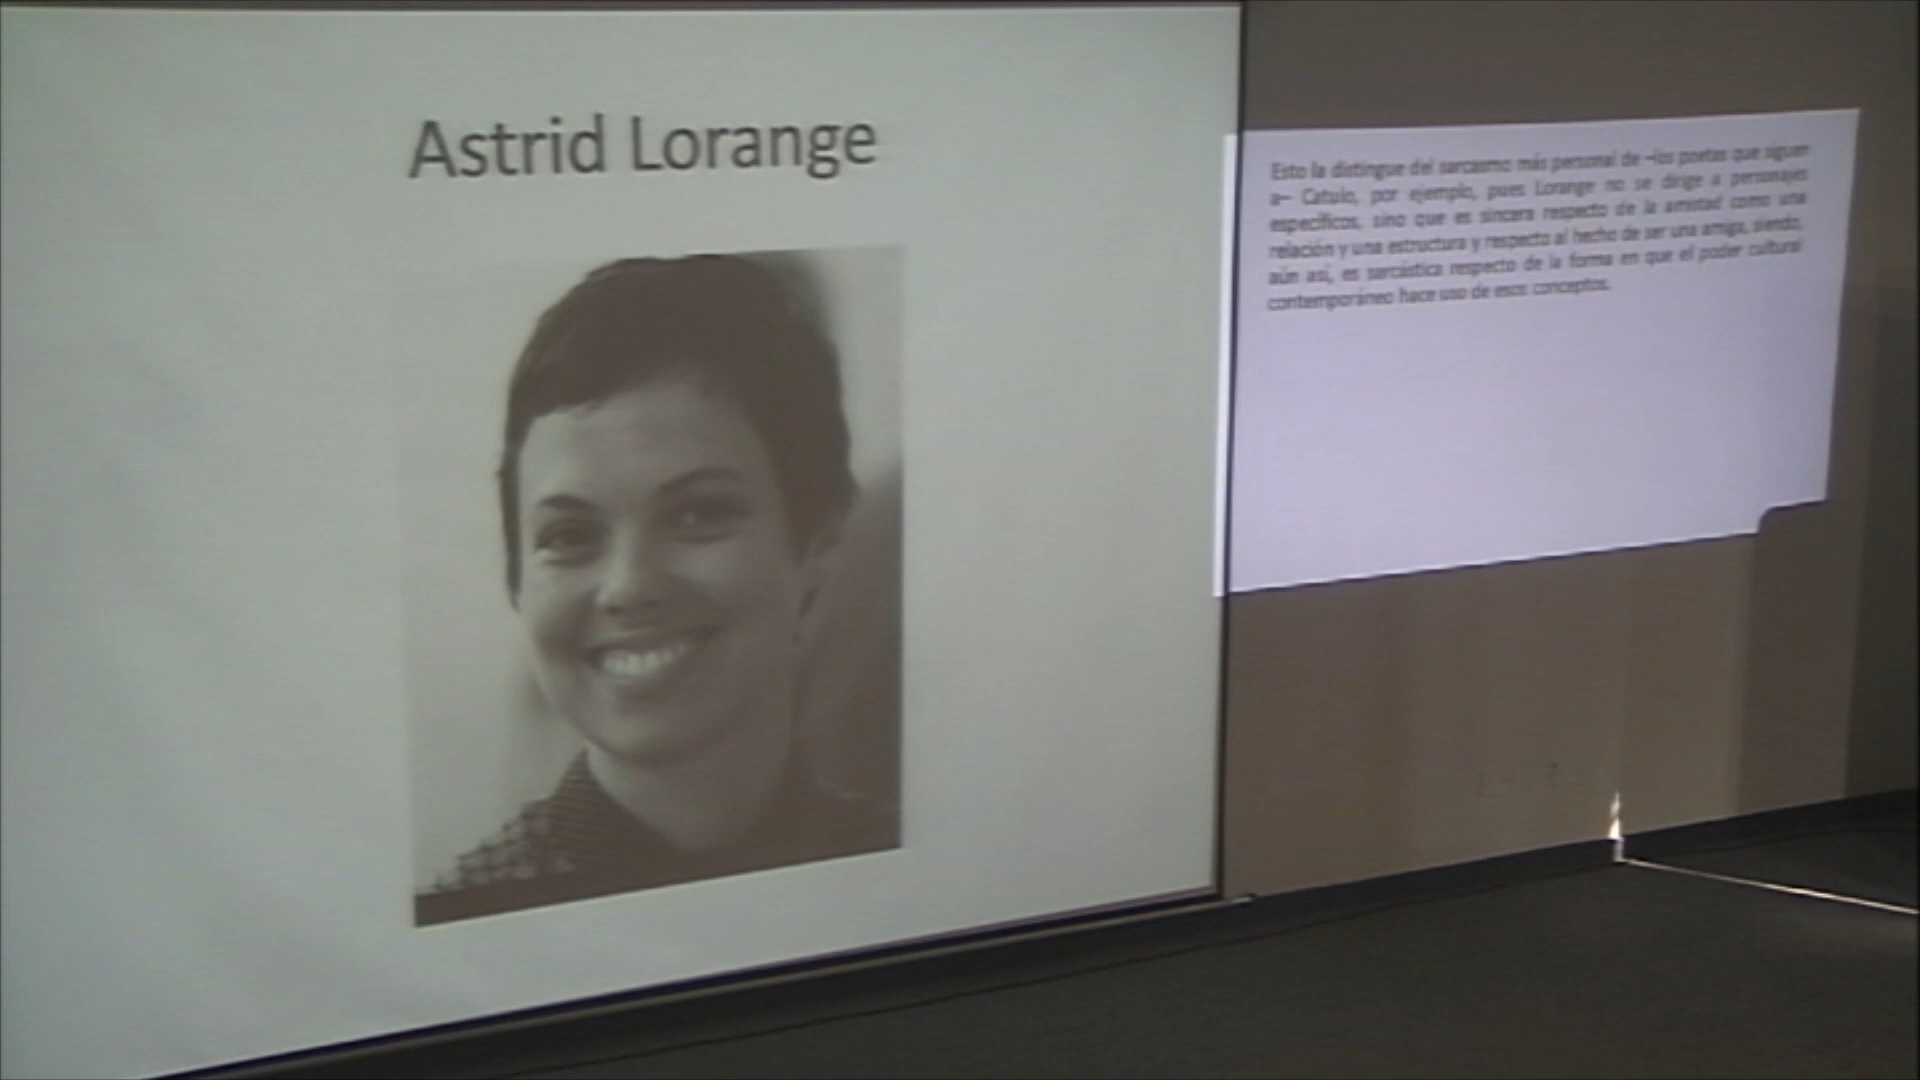 Astrid Lorange
Esto la distingue del sarcasmo más personal de –los poetas que siguen
a– Catulo, por ejemplo, pues Lorange no se dirige a personajes
específicos, sino que es sincera respecto de la amistad como una
relación y una estructura y respecto al hecho de ser una amiga, siendo,
aún así, es sarcástica respecto de la forma en que el poder cultural
contemporáneo hace uso de esos conceptos.